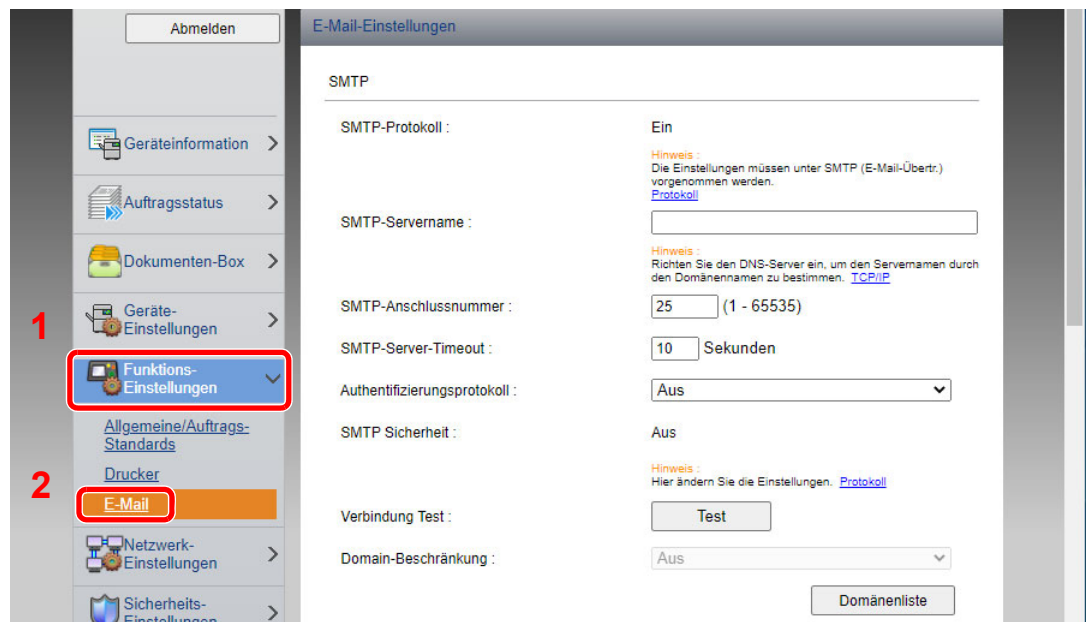 Abmelden
Geräteinformation
Auftragsstatus
Dokumenten-Box
1
Geräte-
Einstellungen
Funktions-
Einstellungen
Allgemeine/Auftrags-
Standards
2
Drucker
E-Mail
Netzwerk-
Einstellungen
Sicherheits-
Einstellungen
E-Mail-Einstellungen
SMTP
SMTP-Protokoll : Ein
Hinweis :
Die Einstellungen müssen unter SMTP (E-Mail-Übertr.)
vorgenommen werden.
Protokoll
SMTP-Servername :
Hinweis :
Richten Sie den DNS-Server ein, um den Servernamen durch
den Domänennamen zu bestimmen. TCP/IP
SMTP-Anschlussnummer : 25 (1 - 65535)
SMTP-Server-Timeout : 10 Sekunden
Authentifizierungsprotokoll : Aus
SMTP Sicherheit : Aus
Hinweis :
Hier ändern Sie die Einstellungen. Protokoll
Verbindung Test : Test
Domain-Beschränkung : Aus
Domänenliste